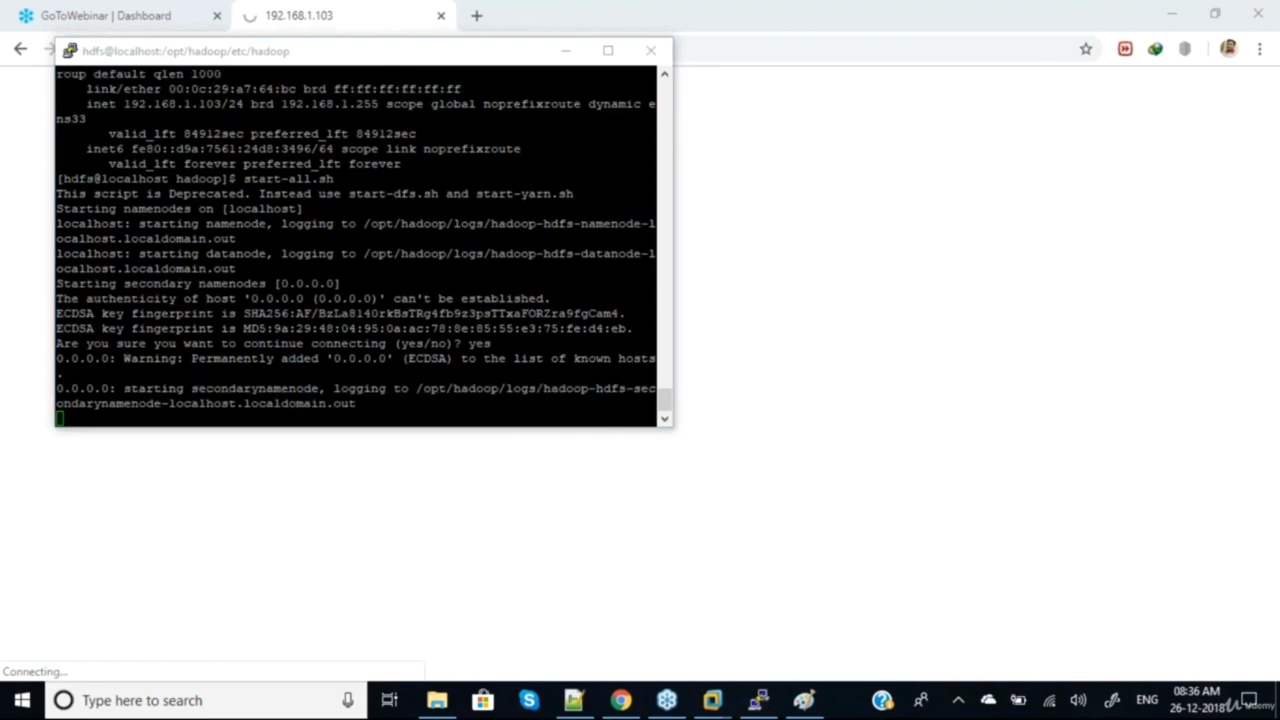 GoToWebinar | Dashboard
192.168.1.103
hdfs@localhost:/opt/hadoop/etc/hadoop
roup default qlen 1000
link/ether 00:0c:29:a7:64:bc brd ff:ff:ff:ff:ff:ff
inet 192.168.1.103/24 brd 192.168.1.255 scope global noprefixroute dynamic e
ns33
valid_lft 84912sec preferred_lft 84912sec
inet6 fe80::d9a:7561:24d8:3496/64 scope link noprefixroute
valid_lft forever preferred_lft forever
[hdfs@localhost hadoop]$ start-all.sh
This script is Deprecated. Instead use start-dfs.sh and start-yarn.sh
Starting namenodes on [localhost]
localhost: starting namenode, logging to /opt/hadoop/logs/hadoop-hdfs-namenode-l
ocalhost.localdomain.out
localhost: starting datanode, logging to /opt/hadoop/logs/hadoop-hdfs-datanode-l
ocalhost.localdomain.out
Starting secondary namenodes [0.0.0.0]
The authenticity of host '0.0.0.0 (0.0.0.0)' can't be established.
ECDSA key fingerprint is SHA256:AF/BzLa8140rkBsTRg4fb9z3psTTxaFORZra9fgCam4.
ECDSA key fingerprint is MD5:9a:29:48:04:95:0a:ac:78:8e:85:55:e3:75:fe:d4:eb.
Are you sure you want to continue connecting (yes/no)? yes
0.0.0.0: Warning: Permanently added '0.0.0.0' (ECDSA) to the list of known hosts
.
0.0.0.0: starting secondarynamenode, logging to /opt/hadoop/logs/hadoop-hdfs-sec
ondarynamenode-localhost.localdomain.out
Connecting...
Type here to search
ENG
08:36 AM
26-12-2018
Udemy